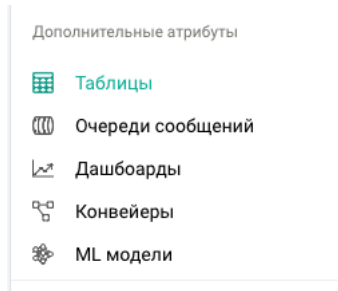 Дополнительные атрибуты
Таблицы
Очереди сообщений
Дашбоарды
Конвейеры
ML модели